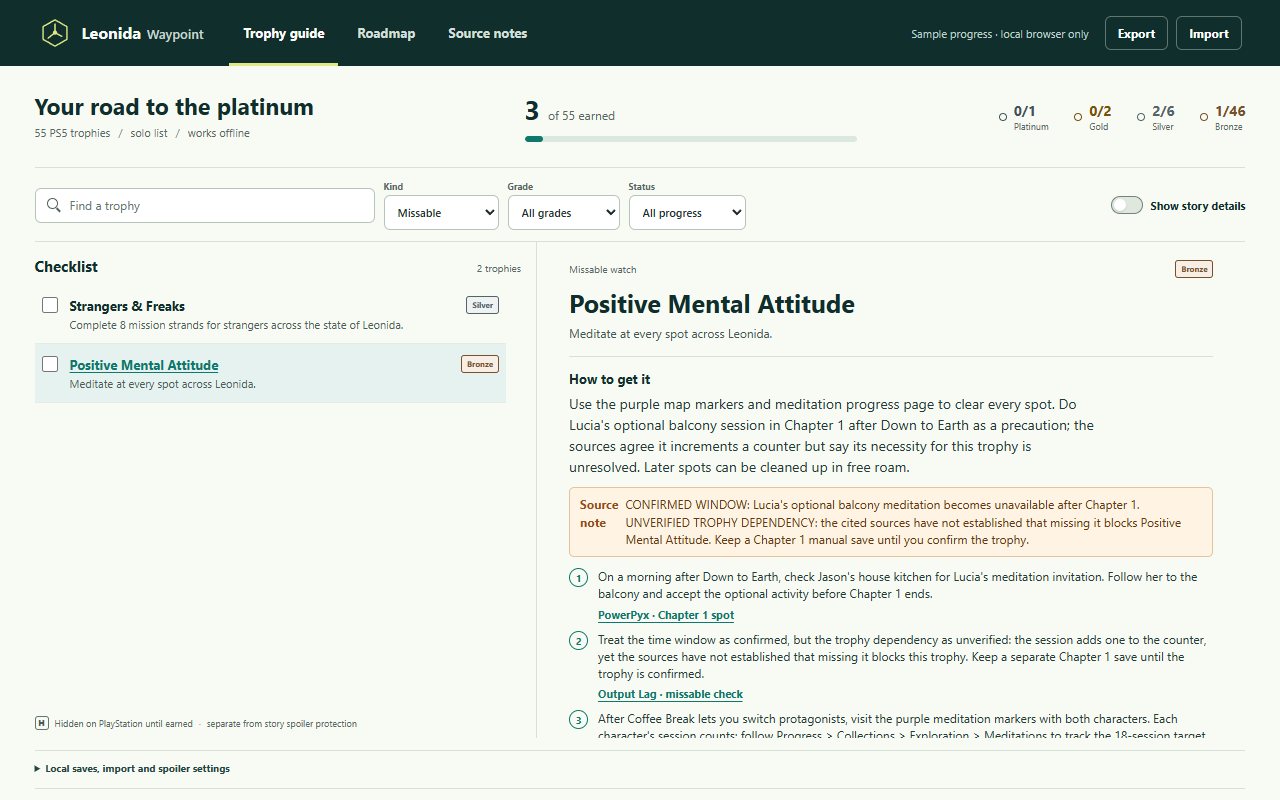 Leonida Waypoint
Trophy guide
Roadmap
Source notes
Sample progress · local browser only
Export
Import
Your road to the platinum
55 PS5 trophies / solo list / works offline
3 of 55 earned
0/1
Platinum
0/2
Gold
2/6
Silver
1/46
Bronze
Find a trophy
Kind
Missable
Grade
All grades
Status
All progress
Show story details
Checklist
2 trophies
Strangers & Freaks
Silver
Complete 8 mission strands for strangers across the state of Leonida.
Positive Mental Attitude
Bronze
Meditate at every spot across Leonida.
H Hidden on PlayStation until earned · separate from story spoiler protection
Missable watch
Bronze
Positive Mental Attitude
Meditate at every spot across Leonida.
How to get it
Use the purple map markers and meditation progress page to clear every spot. Do
Lucia's optional balcony session in Chapter 1 after Down to Earth as a precaution; the
sources agree it increments a counter but say its necessity for this trophy is
unresolved. Later spots can be cleaned up in free roam.
Source note
CONFIRMED WINDOW: Lucia's optional balcony meditation becomes unavailable after Chapter 1.
UNVERIFIED TROPHY DEPENDENCY: the cited sources have not established that missing it blocks Positive
Mental Attitude. Keep a Chapter 1 manual save until you confirm the trophy.
1 On a morning after Down to Earth, check Jason's house kitchen for Lucia's meditation invitation. Follow her to the
balcony and accept the optional activity before Chapter 1 ends.
PowerPyx · Chapter 1 spot
2 Treat the time window as confirmed, but the trophy dependency as unverified: the session adds one to the counter,
yet the sources have not established that missing it blocks this trophy. Keep a separate Chapter 1 save until the
trophy is confirmed.
Output Lag · missable check
3 After Coffee Break lets you switch protagonists, visit the purple meditation markers with both characters. Each
character's session counts; follow Progress > Collections > Exploration > Meditations to track the 18-session target.
Local saves, import and spoiler settings